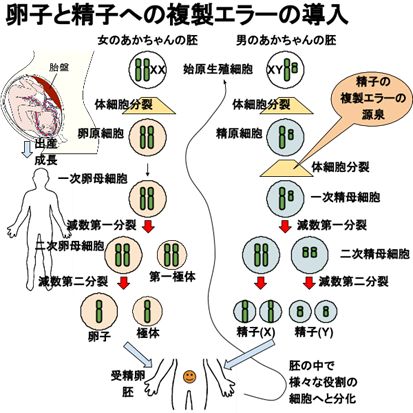 卵子と精子への複製エラーの導入
女のあかちゃんの胚
男のあかちゃんの胚
胎盤
XX
始原生殖細胞
XY
体細胞分裂
体細胞分裂
精子の
複製エラーの
源泉
卵原細胞
精原細胞
出産
成長
体細胞分裂
一次卵母細胞
一次精母細胞
減数第一分裂
減数第一分裂
二次卵母細胞
第一極体
二次精母細胞
減数第二分裂
減数第二分裂
卵子
極体
精子(X)
精子(Y)
受精卵
胚
胚の中で
様々な役割の
細胞へと分化